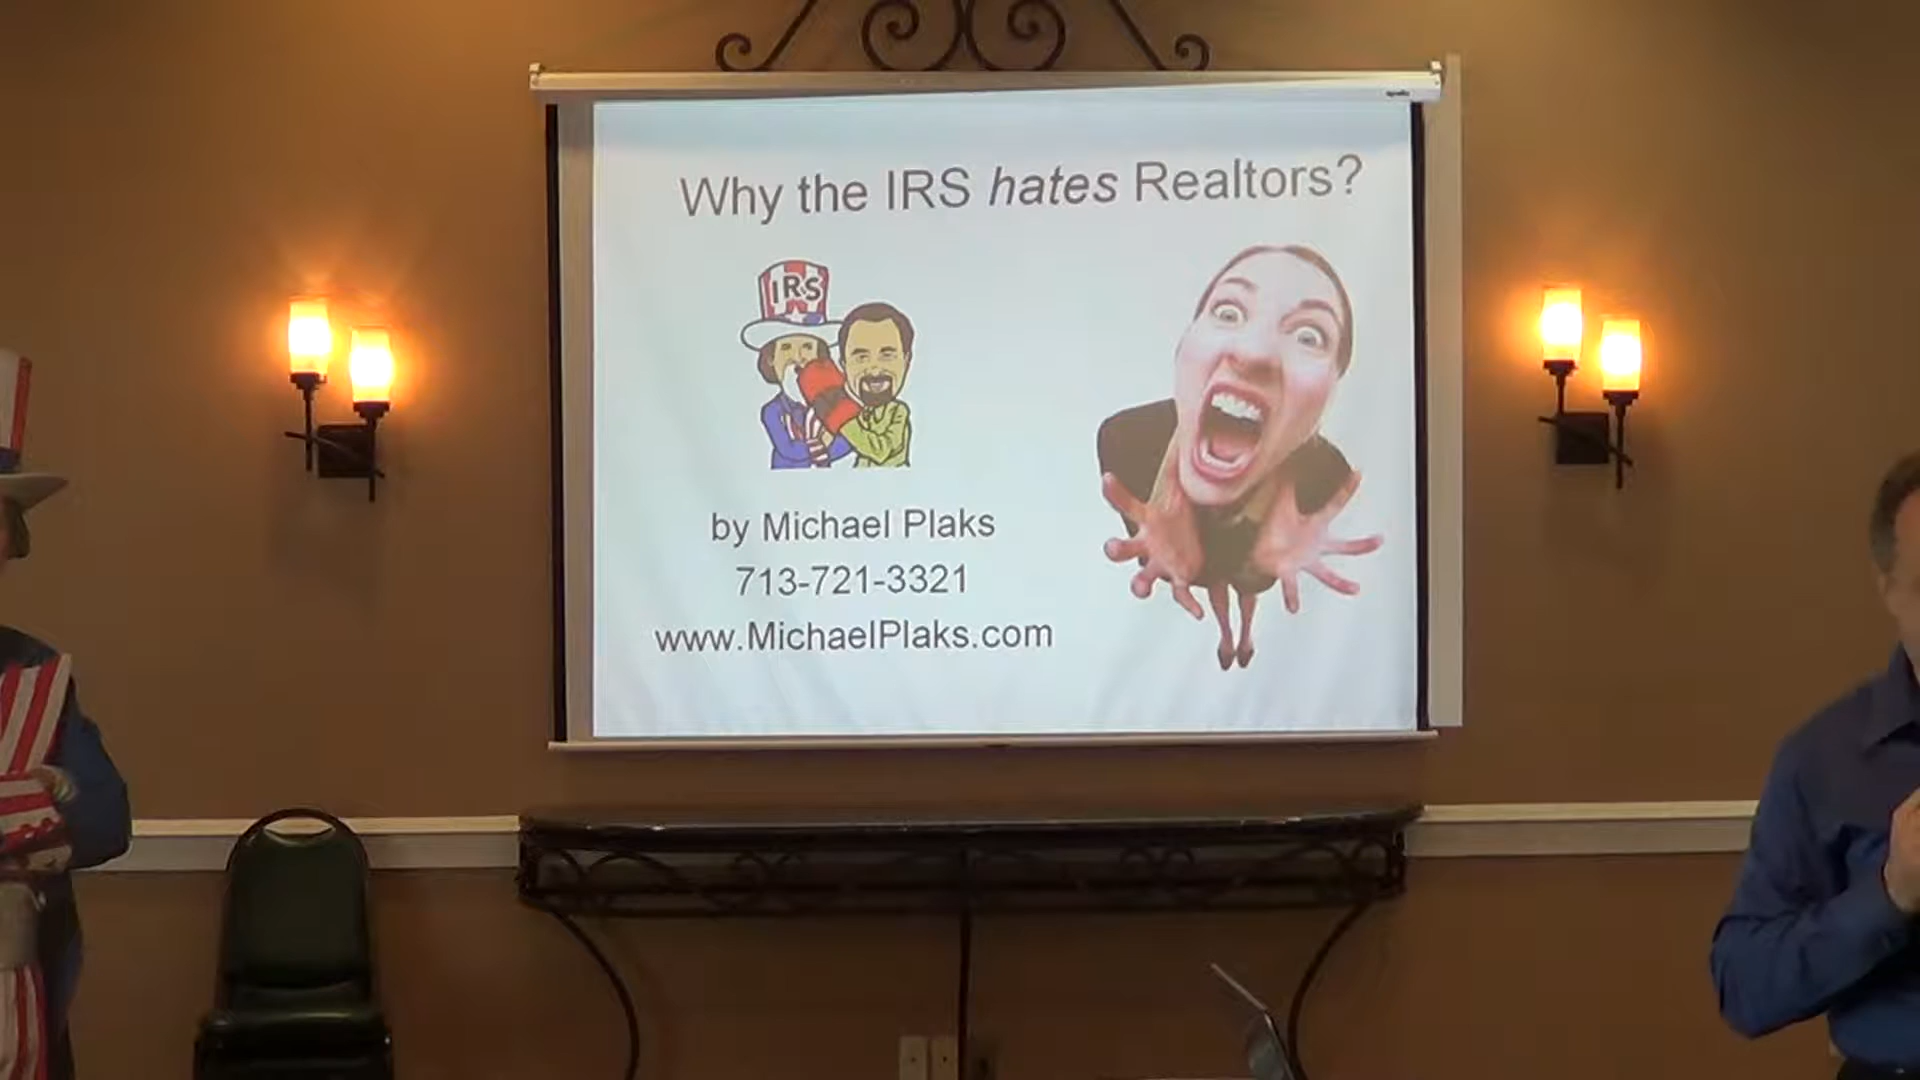 Why the IRS hates Realtors?
IRS
by Michael Plaks
713-721-3321
www.MichaelPlaks.com